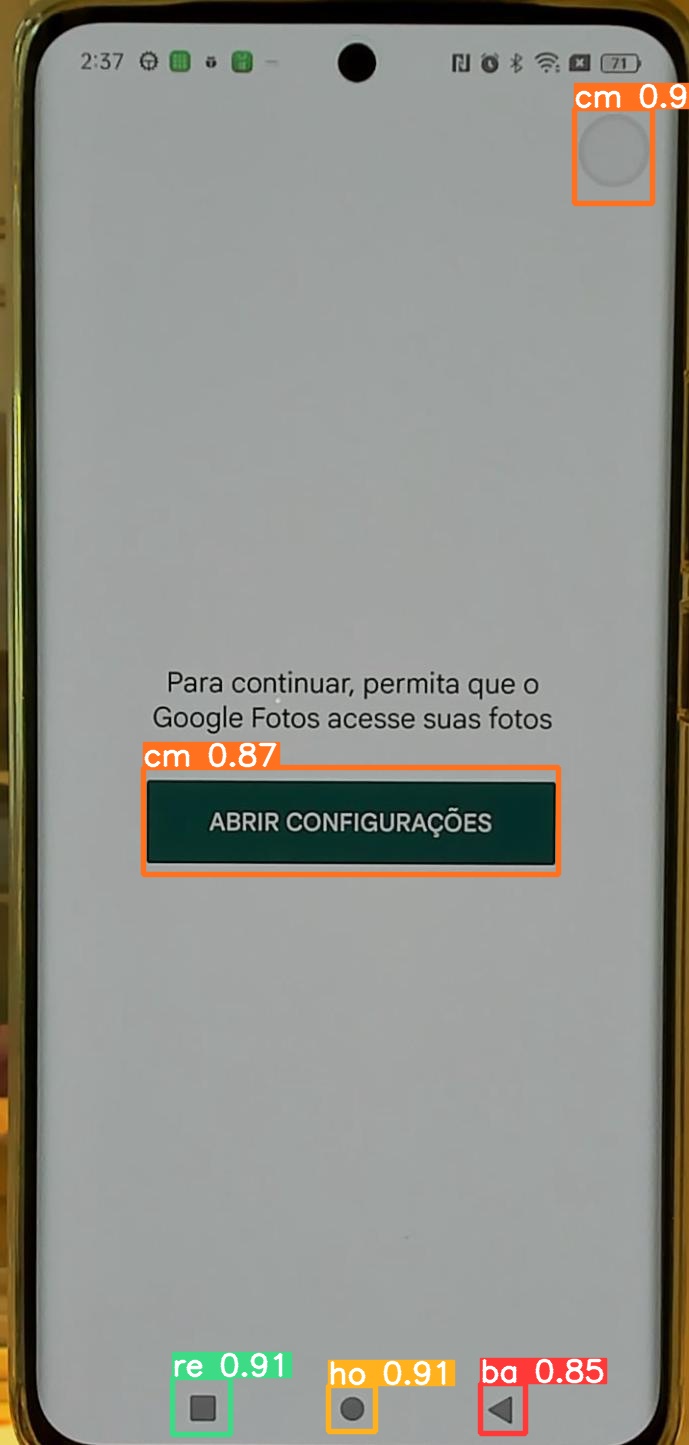 2:37
71
cm 0.9
Para continuar, permita que o
Google Fotos acesse suas fotos
cm 0.87
ABRIR CONFIGURAÇÕES
re 0.91
ho 0.91
ba 0.85